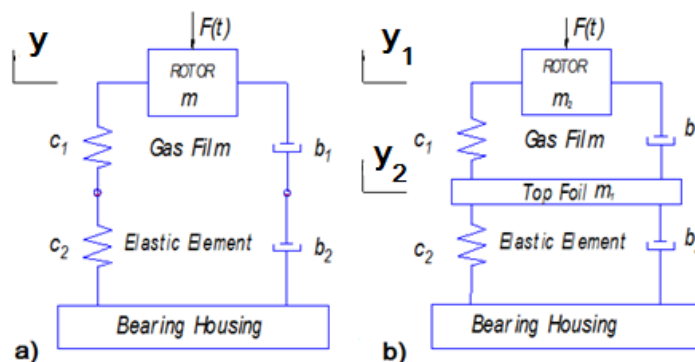 y
F(t)
ROTOR
m
c₁
Gas Film
b₁
c₂
Elastic Element
b₂
Bearing Housing
a)
y₁
F(t)
ROTOR
m₂
c₁
Gas Film
b
y₂
Top Foil m₁
c₂
Elastic Element
b
Bearing Housing
b)